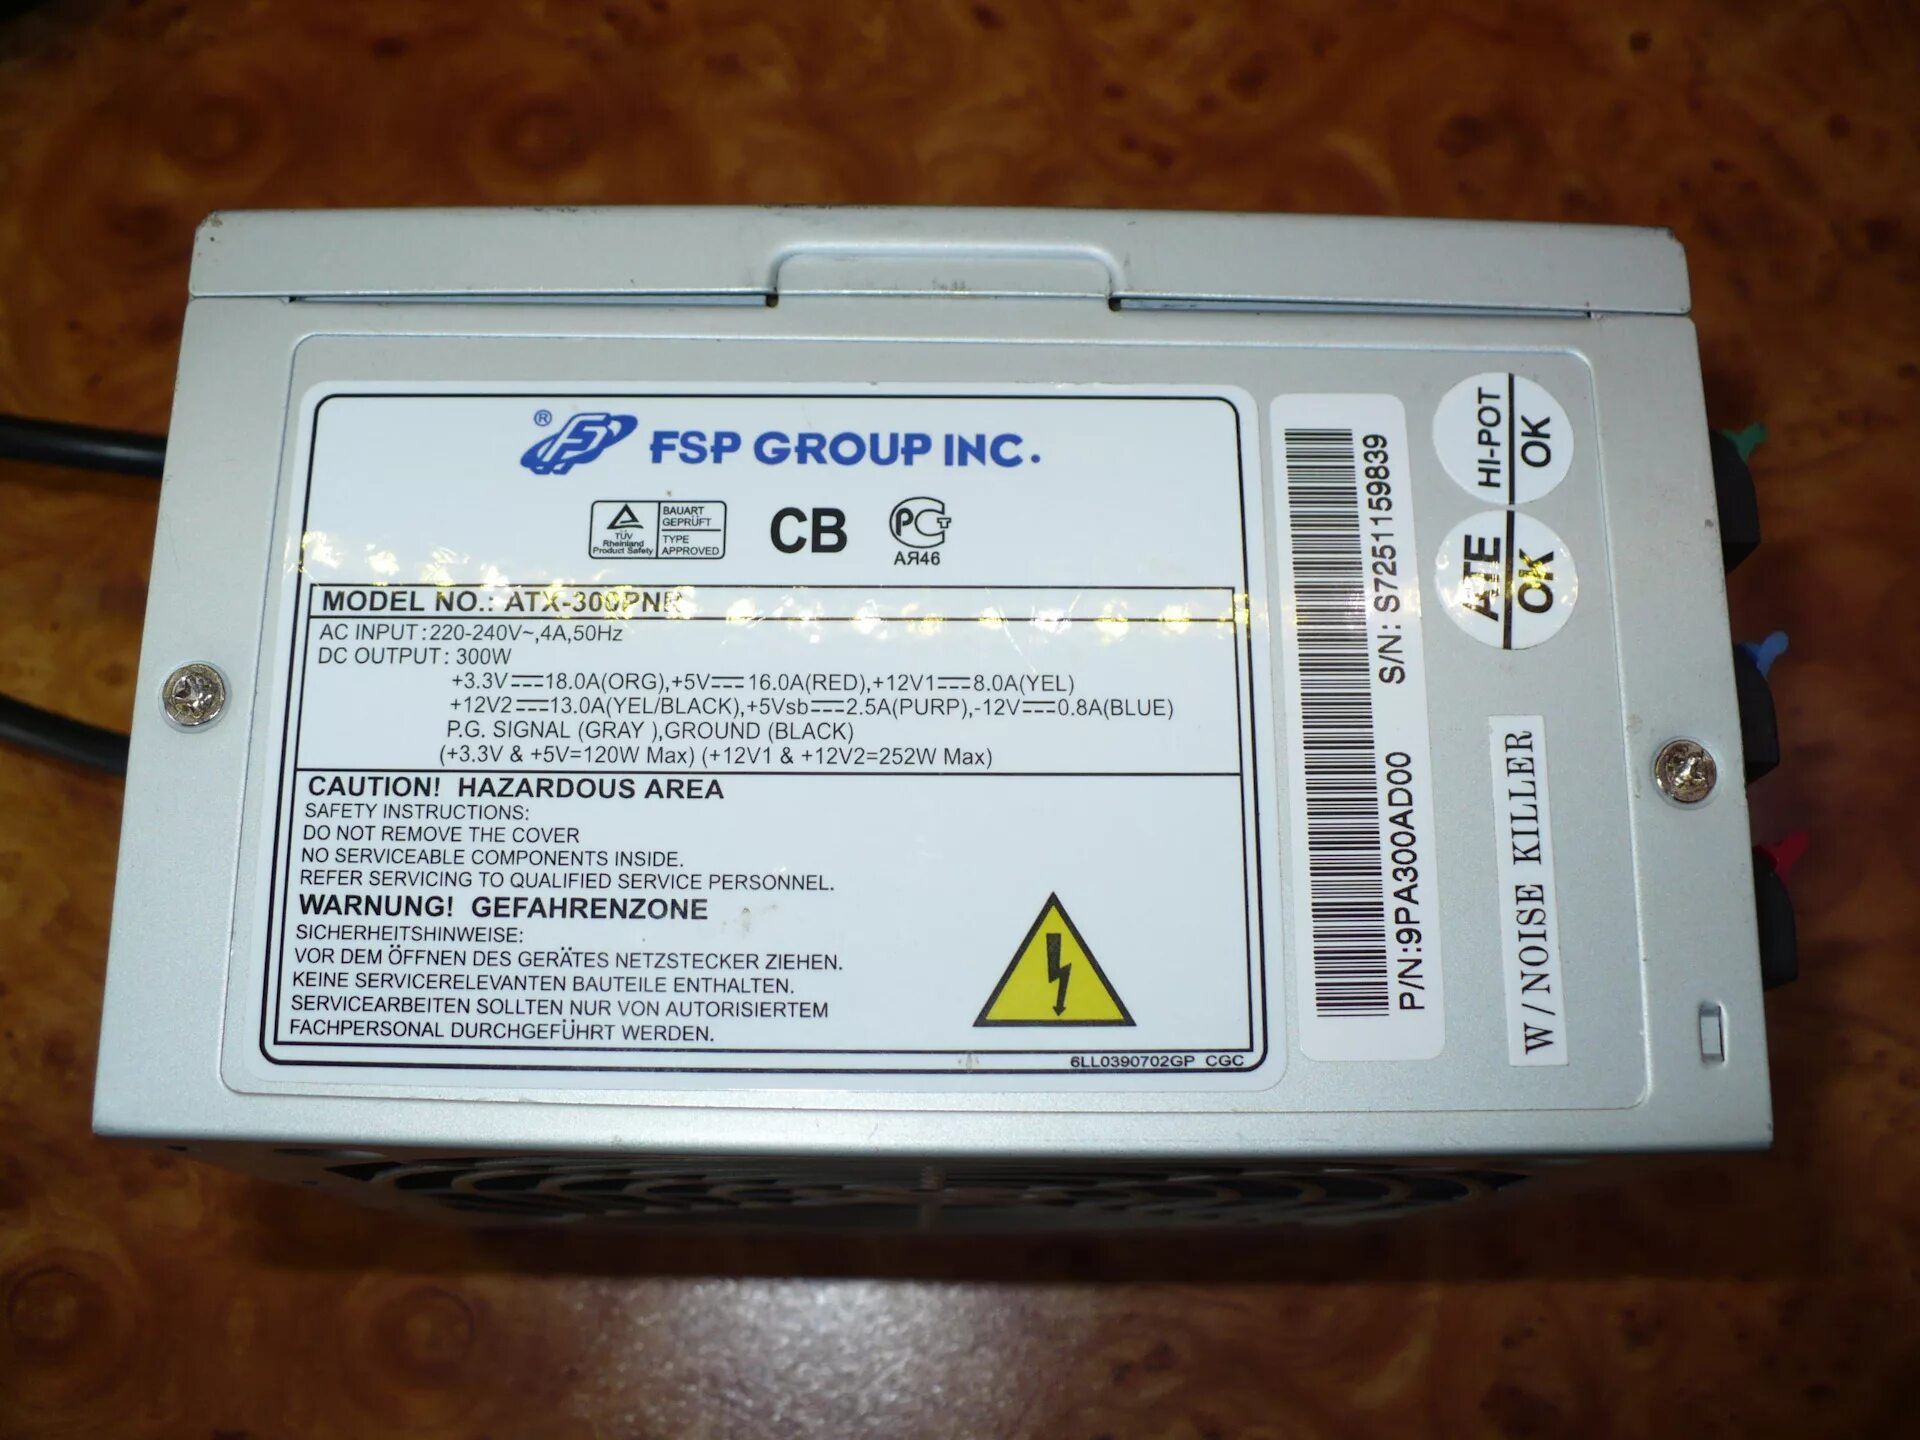 ® FSP GROUP INC.
TÜV
Rheinland
Product Safety
BAUART
GEPRÜFT
TYPE
APPROVED
CB
РСТ
АЯ46
MODEL NO.: ATX-300PNR
AC INPUT:220-240V~,4A,50Hz
DC OUTPUT: 300W
+3.3V⎓18.0A(ORG),+5V⎓16.0A(RED),+12V1⎓8.0A(YEL)
+12V2⎓13.0A(YEL/BLACK),+5Vsb⎓2.5A(PURP),-12V⎓0.8A(BLUE)
P.G. SIGNAL (GRAY ),GROUND (BLACK)
(+3.3V & +5V=120W Max) (+12V1 & +12V2=252W Max)
CAUTION! HAZARDOUS AREA
SAFETY INSTRUCTIONS:
DO NOT REMOVE THE COVER
NO SERVICEABLE COMPONENTS INSIDE.
REFER SERVICING TO QUALIFIED SERVICE PERSONNEL.
WARNUNG! GEFAHRENZONE
SICHERHEITSHINWEISE:
VOR DEM ÖFFNEN DES GERÄTES NETZSTECKER ZIEHEN.
KEINE SERVICERELEVANTEN BAUTEILE ENTHALTEN.
SERVICEARBEITEN SOLLTEN NUR VON AUTORISIERTEM
FACHPERSONAL DURCHGEFÜHRT WERDEN.
6LL0390702GP CGC
S/N: S7251159839
P/N:9PA300AD00
HI-POT
OK
ATE
OK
W/NOISE KILLER